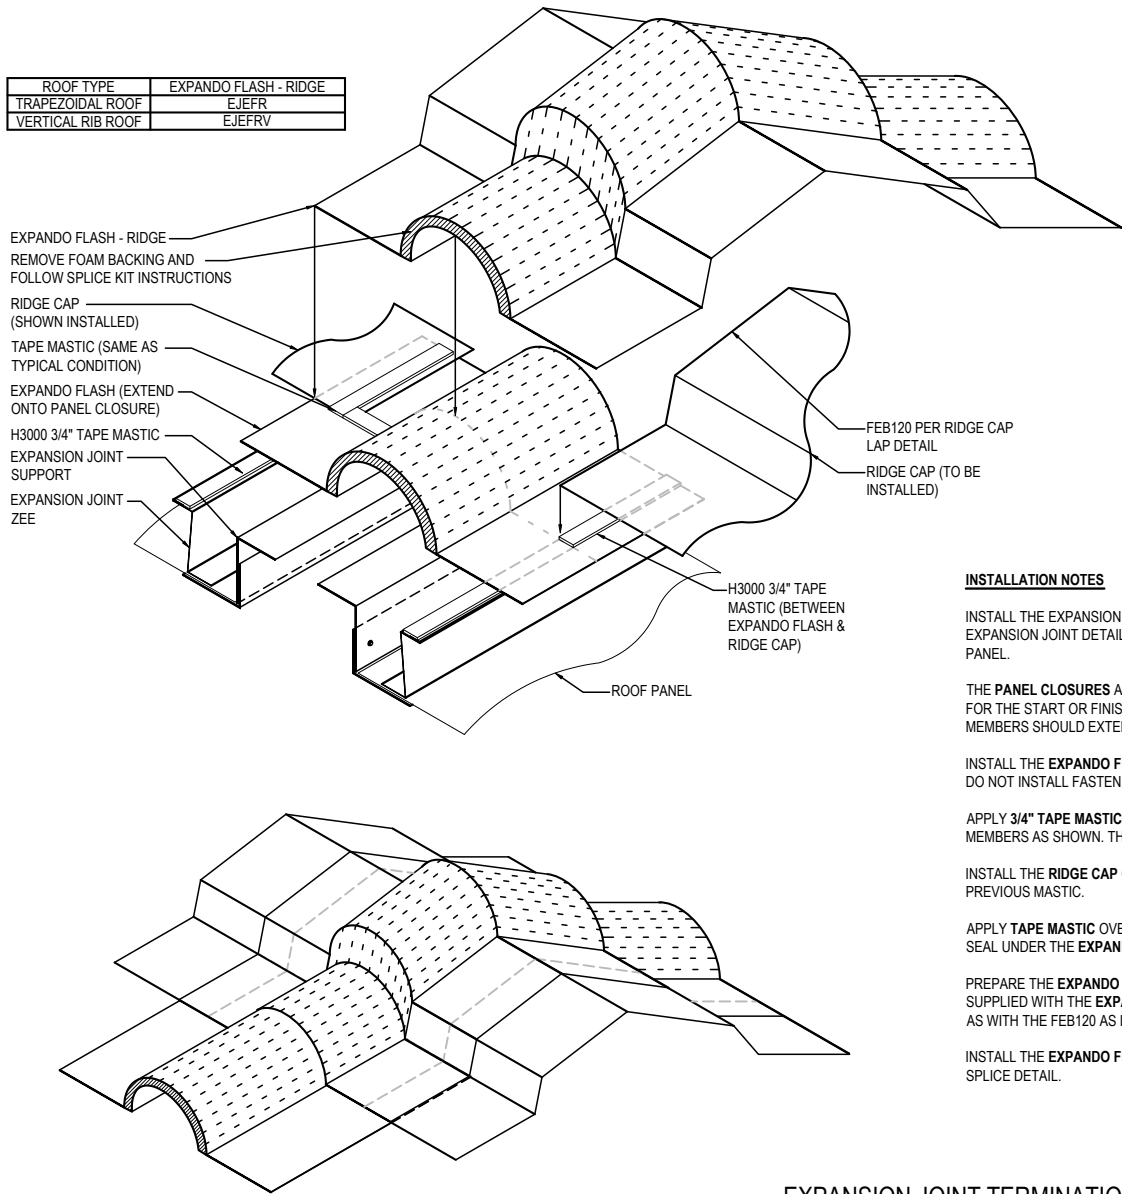 ROOF TYPE EXPANDO FLASH - RIDGE
TRAPEZOIDAL ROOF EJEFR
VERTICAL RIB ROOF EJEFRV
EXPANDO FLASH - RIDGE
REMOVE FOAM BACKING AND
FOLLOW SPLICE KIT INSTRUCTIONS
RIDGE CAP
(SHOWN INSTALLED)
TAPE MASTIC (SAME AS
TYPICAL CONDITION)
EXPANDO FLASH (EXTEND
ONTO PANEL CLOSURE)
H3000 3/4" TAPE MASTIC
EXPANSION JOINT
SUPPORT
EXPANSION JOINT
ZEE
FEB120 PER RIDGE CAP
LAP DETAIL
RIDGE CAP (TO BE
INSTALLED)
H3000 3/4" TAPE
MASTIC (BETWEEN
EXPANDO FLASH &
RIDGE CAP)
ROOF PANEL
INSTALLATION NOTES
INSTALL THE EXPANSION
EXPANSION JOINT DETAIL
PANEL.
THE PANEL CLOSURES A
FOR THE START OR FINIS
MEMBERS SHOULD EXTE
INSTALL THE EXPANDO F
DO NOT INSTALL FASTEN
APPLY 3/4" TAPE MASTIC
MEMBERS AS SHOWN. TH
INSTALL THE RIDGE CAP
PREVIOUS MASTIC.
APPLY TAPE MASTIC OVE
SEAL UNDER THE EXPAN
PREPARE THE EXPANDO
SUPPLIED WITH THE EXPA
AS WITH THE FEB120 AS
INSTALL THE EXPANDO F
SPLICE DETAIL.
EXPANSION JOINT TERMINATIO